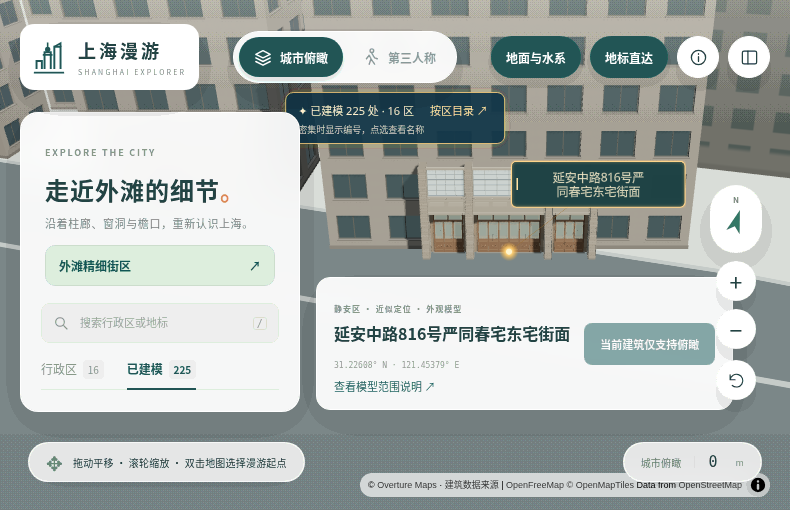 上海漫游
SHANGHAI EXPLORER
城市俯瞰
第三人称
地面与水系
地标直达
✦ 已建模 225 处 · 16 区 按区目录 ↗
密集时显示编号，点选查看名称
EXPLORE THE CITY
走近外滩的细节。
沿着柱廊、窗洞与檐口，重新认识上海。
外滩精细街区 ↗
搜索行政区或地标 /
行政区 16
已建模 225
延安中路816号严
同春宅东宅街面
N
静安区 · 近似定位 · 外观模型
延安中路816号严同春宅东宅街面
当前建筑仅支持俯瞰
31.22608° N · 121.45379° E
查看模型范围说明 ↗
+
−
拖动平移 · 滚轮缩放 · 双击地图选择漫游起点
城市俯瞰 0 m
© Overture Maps · 建筑数据来源 | OpenFreeMap © OpenMapTiles Data from OpenStreetMap